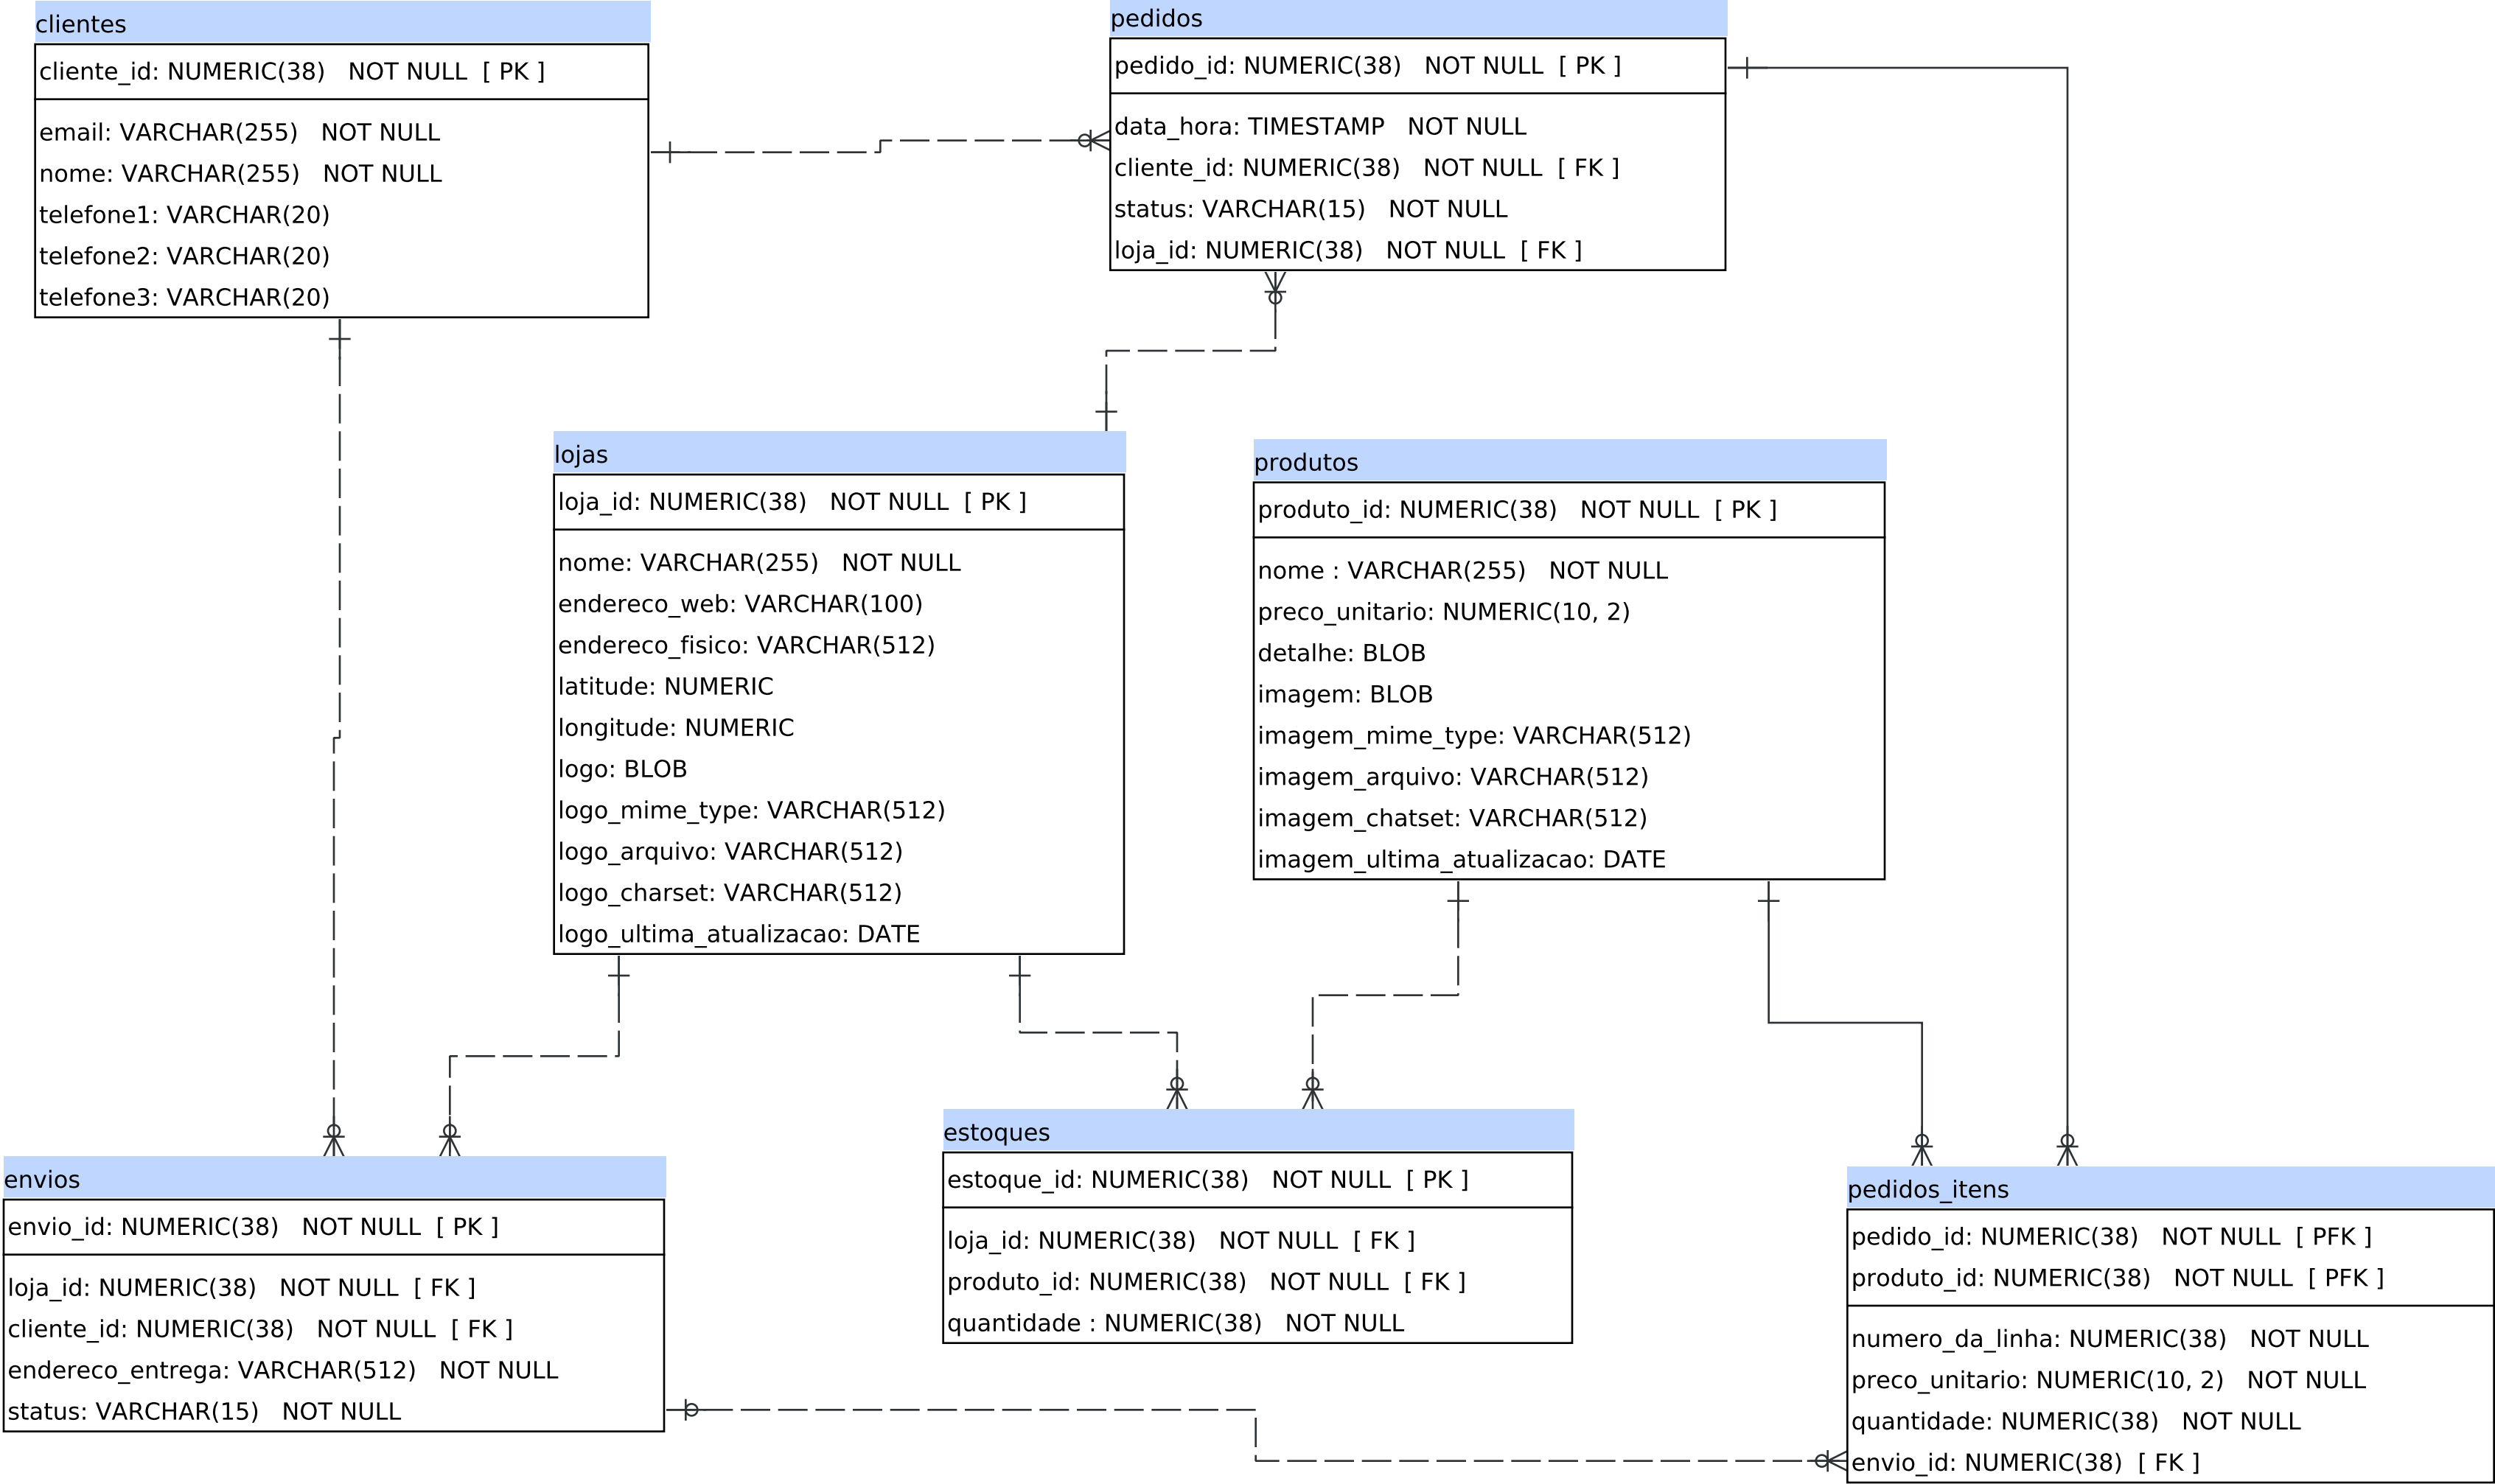 clientes
cliente_id: NUMERIC(38) NOT NULL [ PK ]
email: VARCHAR(255) NOT NULL
nome: VARCHAR(255) NOT NULL
telefone1: VARCHAR(20)
telefone2: VARCHAR(20)
telefone3: VARCHAR(20)
pedidos
pedido_id: NUMERIC(38) NOT NULL [ PK ]
data_hora: TIMESTAMP NOT NULL
cliente_id: NUMERIC(38) NOT NULL [ FK ]
status: VARCHAR(15) NOT NULL
loja_id: NUMERIC(38) NOT NULL [ FK ]
lojas
loja_id: NUMERIC(38) NOT NULL [ PK ]
nome: VARCHAR(255) NOT NULL
endereco_web: VARCHAR(100)
endereco_fisico: VARCHAR(512)
latitude: NUMERIC
longitude: NUMERIC
logo: BLOB
logo_mime_type: VARCHAR(512)
logo_arquivo: VARCHAR(512)
logo_charset: VARCHAR(512)
logo_ultima_atualizacao: DATE
produtos
produto_id: NUMERIC(38) NOT NULL [ PK ]
nome : VARCHAR(255) NOT NULL
preco_unitario: NUMERIC(10, 2)
detalhe: BLOB
imagem: BLOB
imagem_mime_type: VARCHAR(512)
imagem_arquivo: VARCHAR(512)
imagem_chatset: VARCHAR(512)
imagem_ultima_atualizacao: DATE
envios
envio_id: NUMERIC(38) NOT NULL [ PK ]
loja_id: NUMERIC(38) NOT NULL [ FK ]
cliente_id: NUMERIC(38) NOT NULL [ FK ]
endereco_entrega: VARCHAR(512) NOT NULL
status: VARCHAR(15) NOT NULL
estoques
estoque_id: NUMERIC(38) NOT NULL [ PK ]
loja_id: NUMERIC(38) NOT NULL [ FK ]
produto_id: NUMERIC(38) NOT NULL [ FK ]
quantidade : NUMERIC(38) NOT NULL
pedidos_itens
pedido_id: NUMERIC(38) NOT NULL [ PFK ]
produto_id: NUMERIC(38) NOT NULL [ PFK ]
numero_da_linha: NUMERIC(38) NOT NULL
preco_unitario: NUMERIC(10, 2) NOT NULL
quantidade: NUMERIC(38) NOT NULL
envio_id: NUMERIC(38) [ FK ]